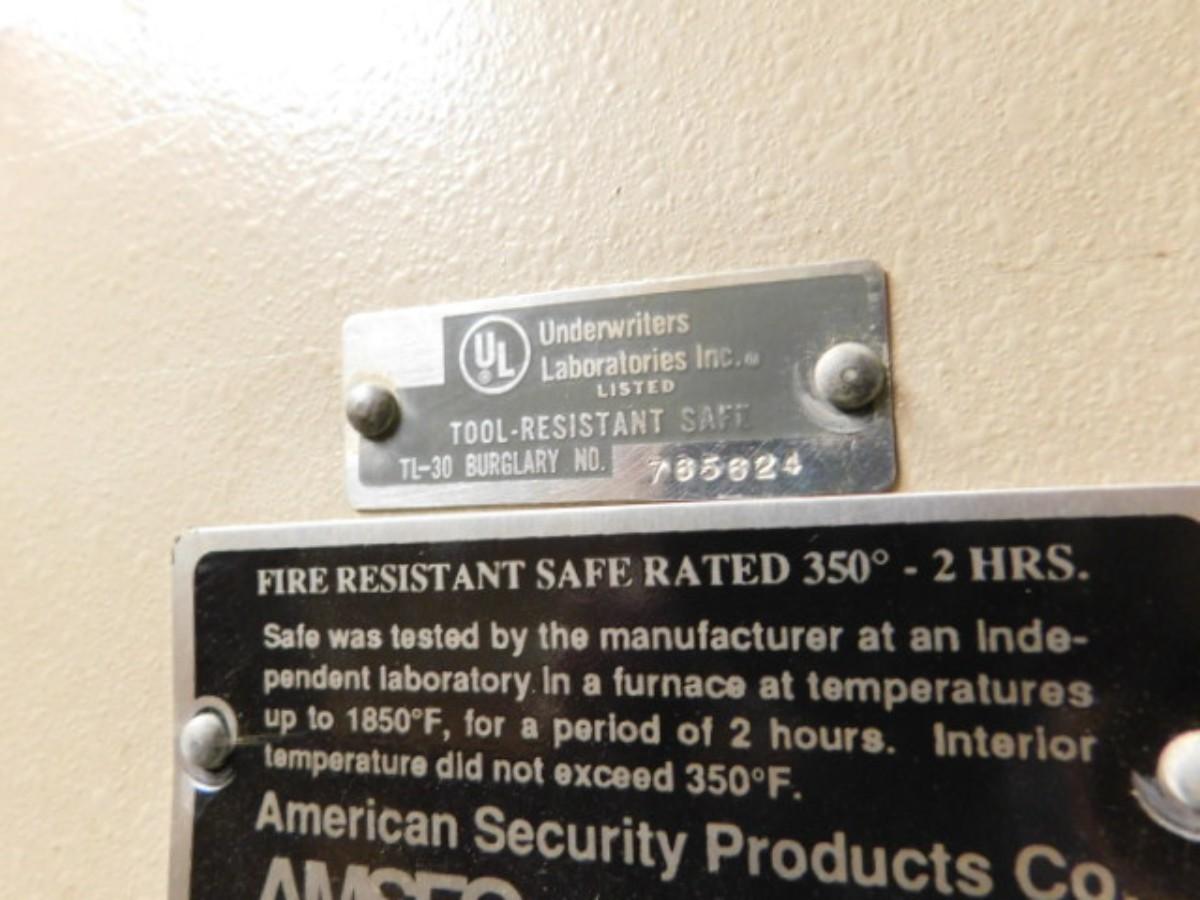 UL Underwriters
Laboratories Inc.®
LISTED
TOOL-RESISTANT SAFE
TL-30 BURGLARY NO. 765624
FIRE RESISTANT SAFE RATED 350° - 2 HRS.
Safe was tested by the manufacturer at an Inde-
pendent laboratory. In a furnace at temperatures
up to 1850°F, for a period of 2 hours. Interior
temperature did not exceed 350°F.
American Security Products Co.
AMSEC